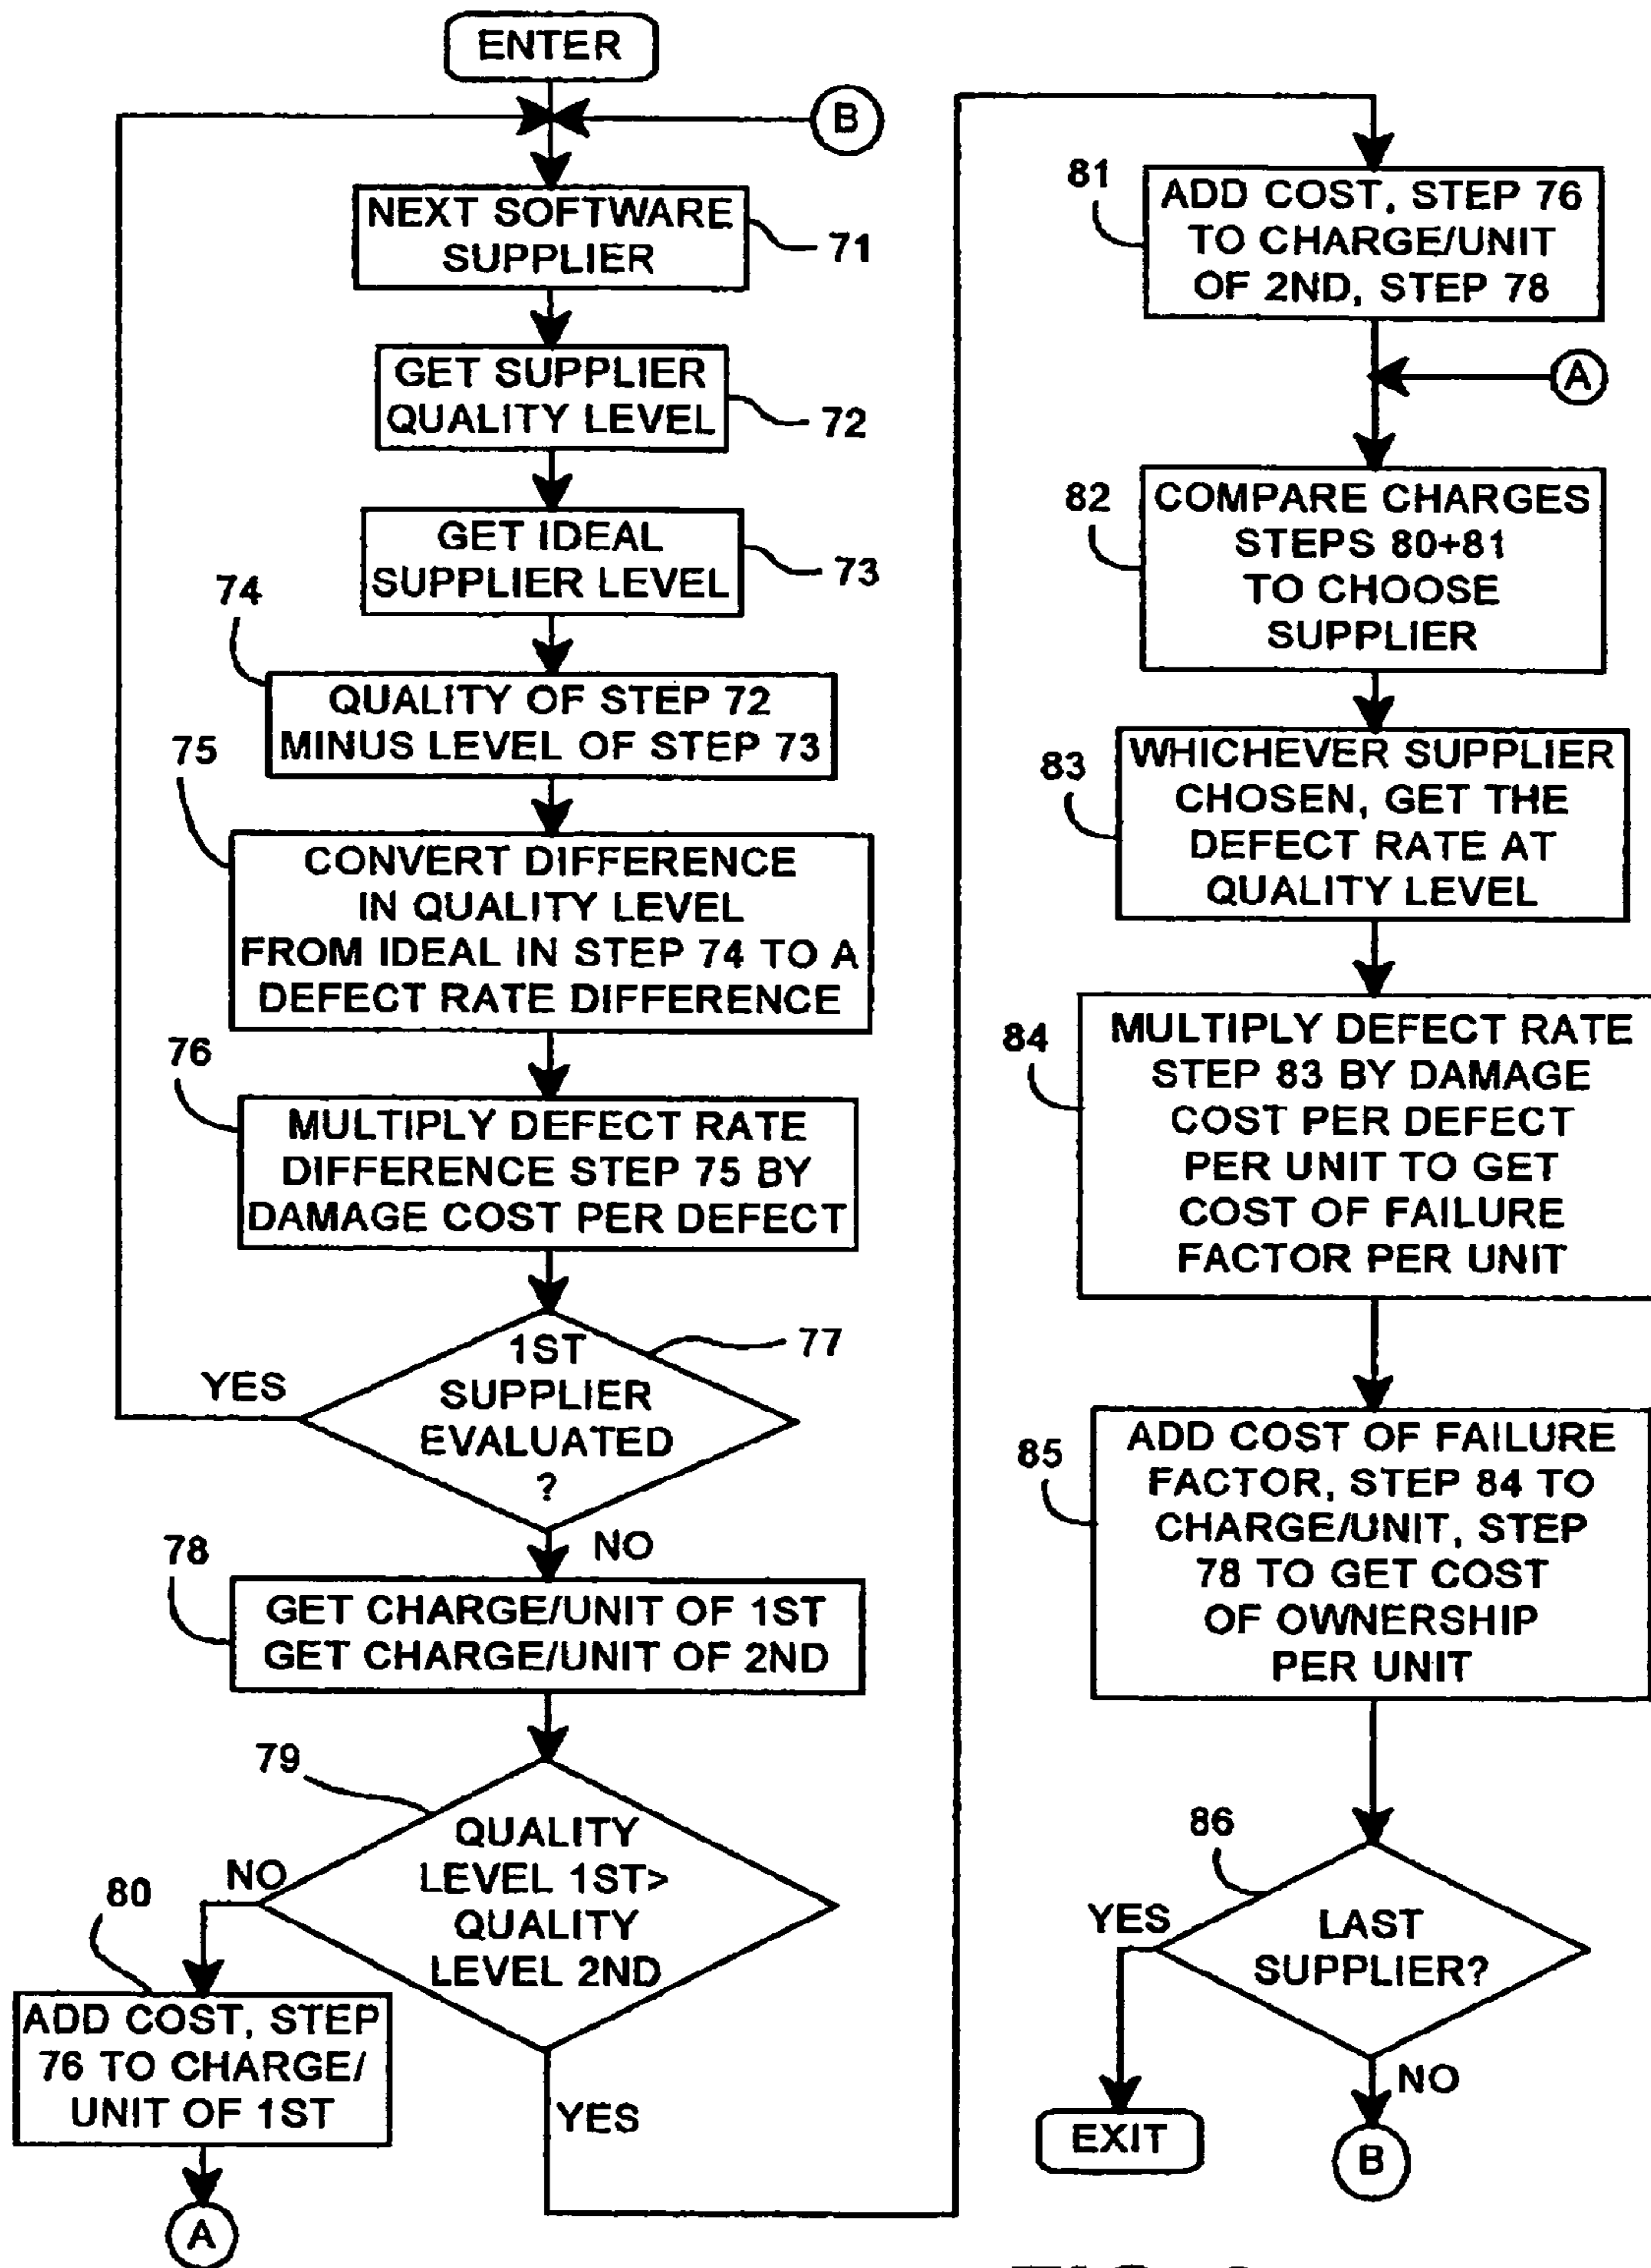 ENTER
B
NEXT SOFTWARE
SUPPLIER
71
GET SUPPLIER
QUALITY LEVEL
72
GET IDEAL
SUPPLIER LEVEL
73
74
QUALITY OF STEP 72
MINUS LEVEL OF STEP 73
75
CONVERT DIFFERENCE
IN QUALITY LEVEL
FROM IDEAL IN STEP 74 TO A
DEFECT RATE DIFFERENCE
76
MULTIPLY DEFECT RATE
DIFFERENCE STEP 75 BY
DAMAGE COST PER DEFECT
77
1ST
SUPPLIER
EVALUATED
?
YES
NO
78
GET CHARGE/UNIT OF 1ST
GET CHARGE/UNIT OF 2ND
79
QUALITY
LEVEL 1ST>
QUALITY
LEVEL 2ND
NO
YES
80
ADD COST, STEP
76 TO CHARGE/
UNIT OF 1ST
A
81
ADD COST, STEP 76
TO CHARGE/UNIT
OF 2ND, STEP 78
A
82
COMPARE CHARGES
STEPS 80+81
TO CHOOSE
SUPPLIER
83
WHICHEVER SUPPLIER
CHOSEN, GET THE
DEFECT RATE AT
QUALITY LEVEL
84
MULTIPLY DEFECT RATE
STEP 83 BY DAMAGE
COST PER DEFECT
PER UNIT TO GET
COST OF FAILURE
FACTOR PER UNIT
85
ADD COST OF FAILURE
FACTOR, STEP 84 TO
CHARGE/UNIT, STEP
78 TO GET COST
OF OWNERSHIP
PER UNIT
86
LAST
SUPPLIER?
YES
NO
EXIT
B